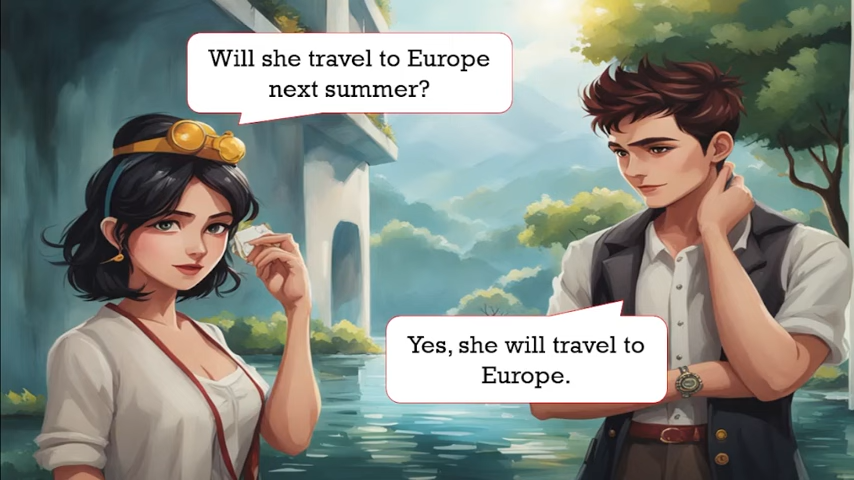 Will she travel to Europe
next summer?
Yes, she will travel to
Europe.